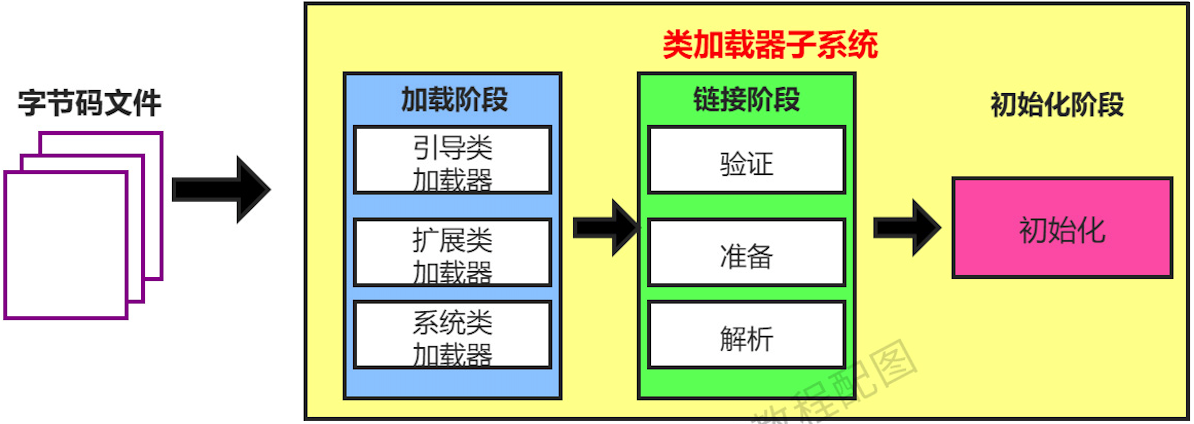 类加载器子系统
字节码文件
加载阶段
引导类
加载器
扩展类
加载器
系统类
加载器
链接阶段
验证
准备
解析
初始化阶段
初始化
教程配图